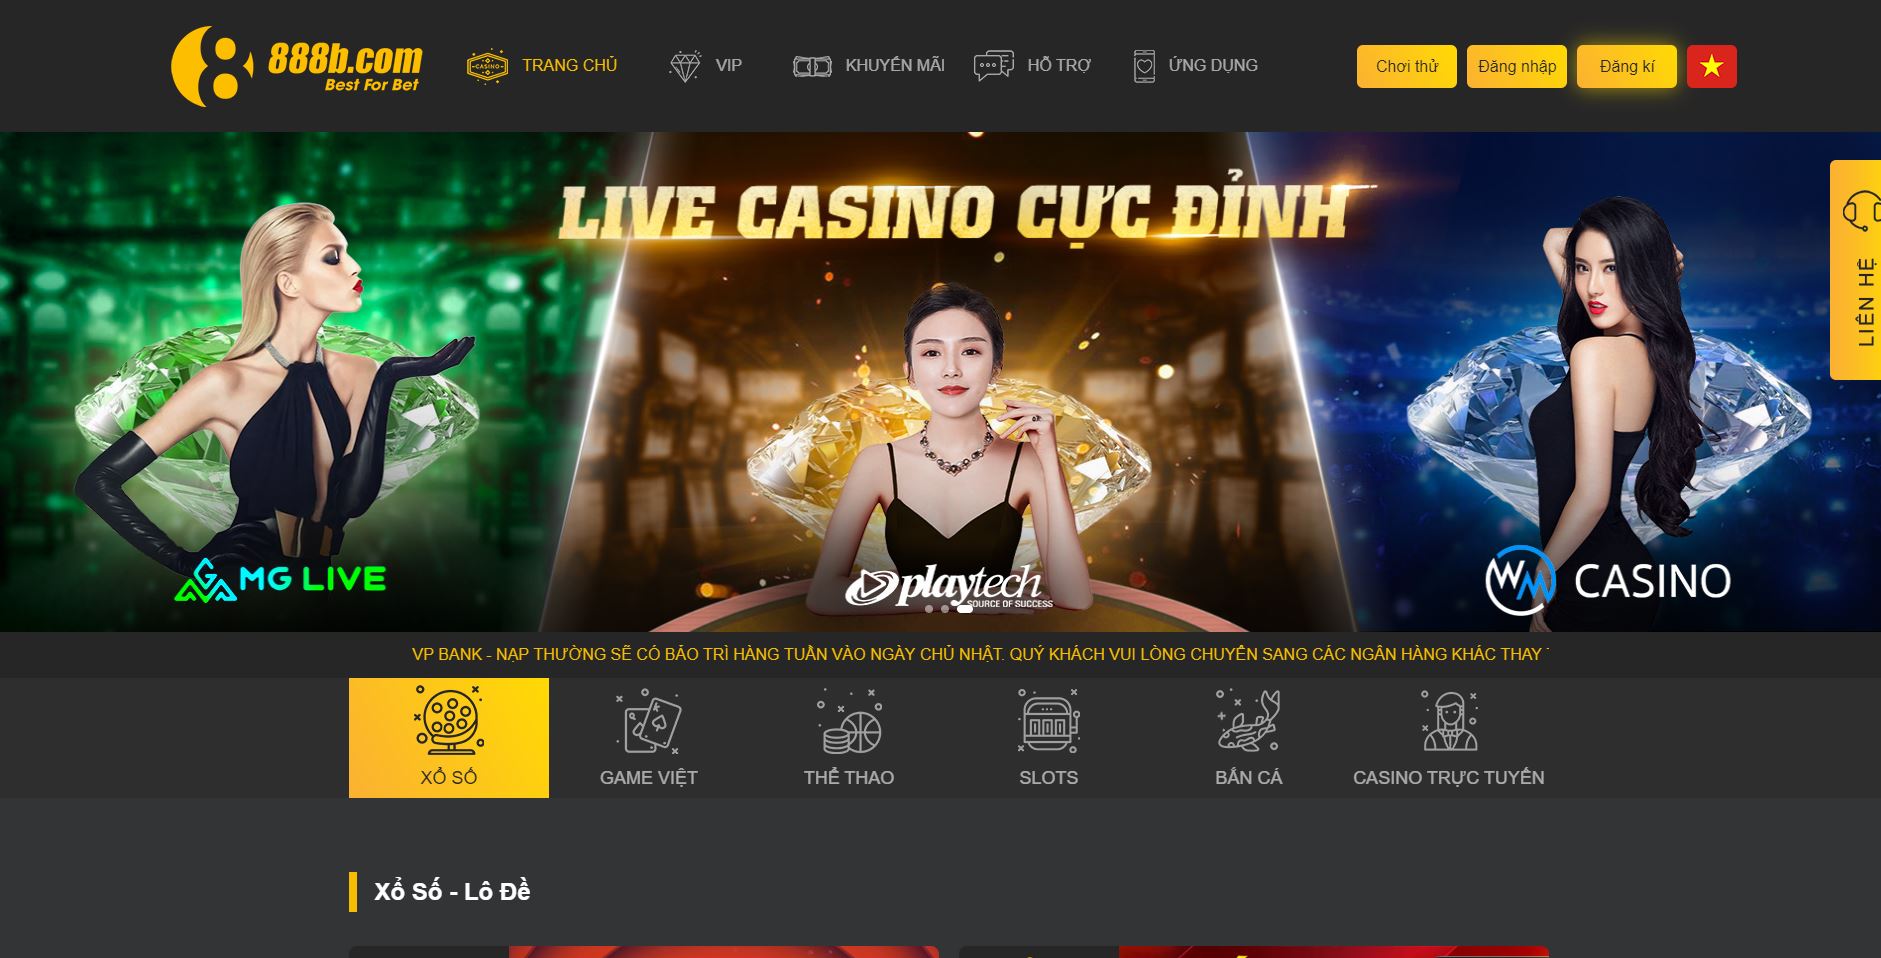 888b.com
Best For Bet
CASINO
TRANG CHỦ
VIP
KHUYẾN MÃI
HỖ TRỢ
ỨNG DỤNG
Chơi thử
Đăng nhập
Đăng kí
LIVE CASINO CỰC ĐỈNH
LIÊN HỆ
MG LIVE
playtech
SOURCE OF SUCCESS
WM CASINO
VP BANK - NẠP THƯỜNG SẼ CÓ BẢO TRÌ HÀNG TUẦN VÀO NGÀY CHỦ NHẬT. QUÝ KHÁCH VUI LÒNG CHUYỂN SANG CÁC NGÂN HÀNG KHÁC THAY
XỔ SỐ
GAME VIỆT
THỂ THAO
SLOTS
BẮN CÁ
CASINO TRỰC TUYẾN
Xổ Số - Lô Đề